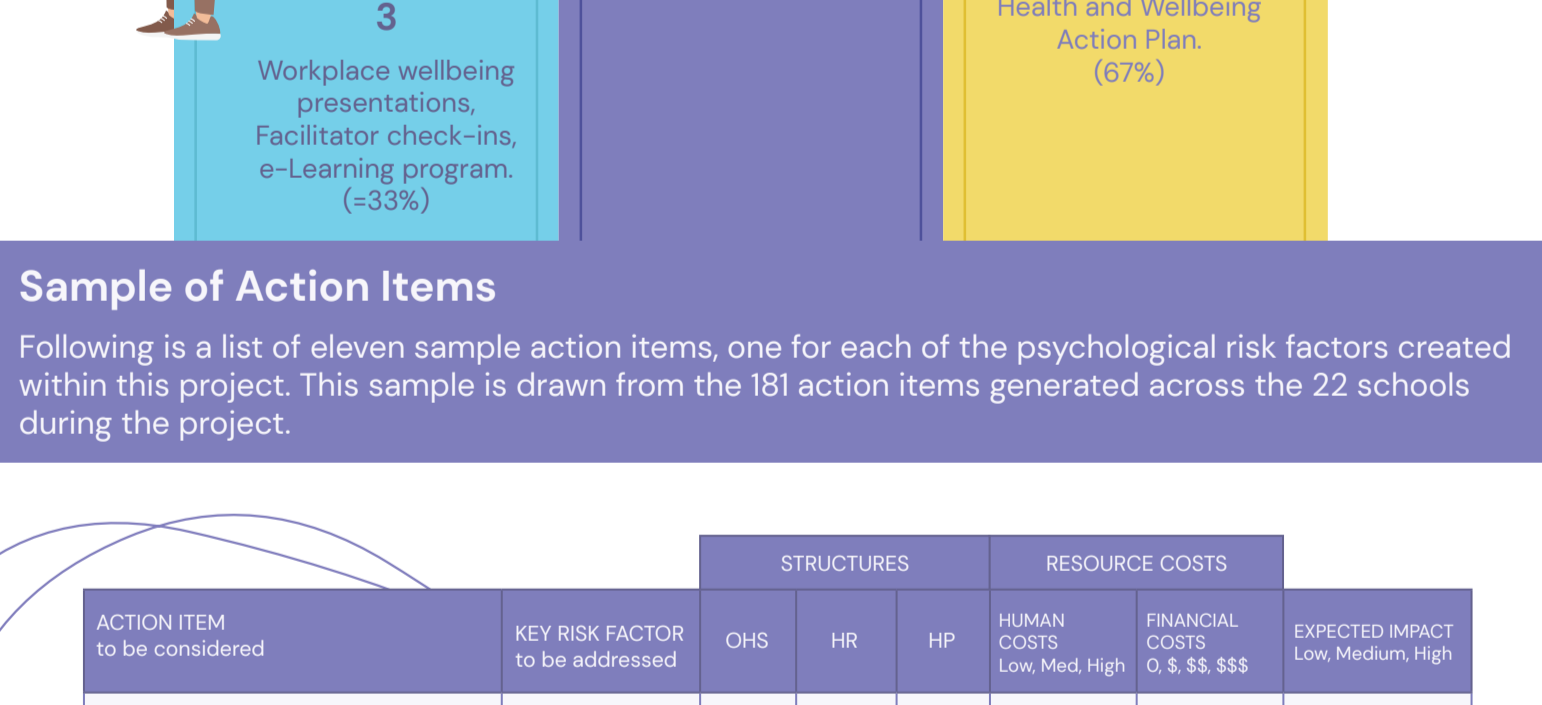 3
Workplace wellbeing
presentations,
Facilitator check-ins,
e-Learning program.
(=33%)
Health and Wellbeing
Action Plan.
(67%)
Sample of Action Items
Following is a list of eleven sample action items, one for each of the psychological risk factors created
within this project. This sample is drawn from the 181 action items generated across the 22 schools
during the project.
STRUCTURES
RESOURCE COSTS
ACTION ITEM
to be considered
KEY RISK FACTOR
to be addressed
OHS
HR
HP
HUMAN
COSTS
Low, Med, High
FINANCIAL
COSTS
0, $, $$, $$$
EXPECTED IMPACT
Low, Medium, High